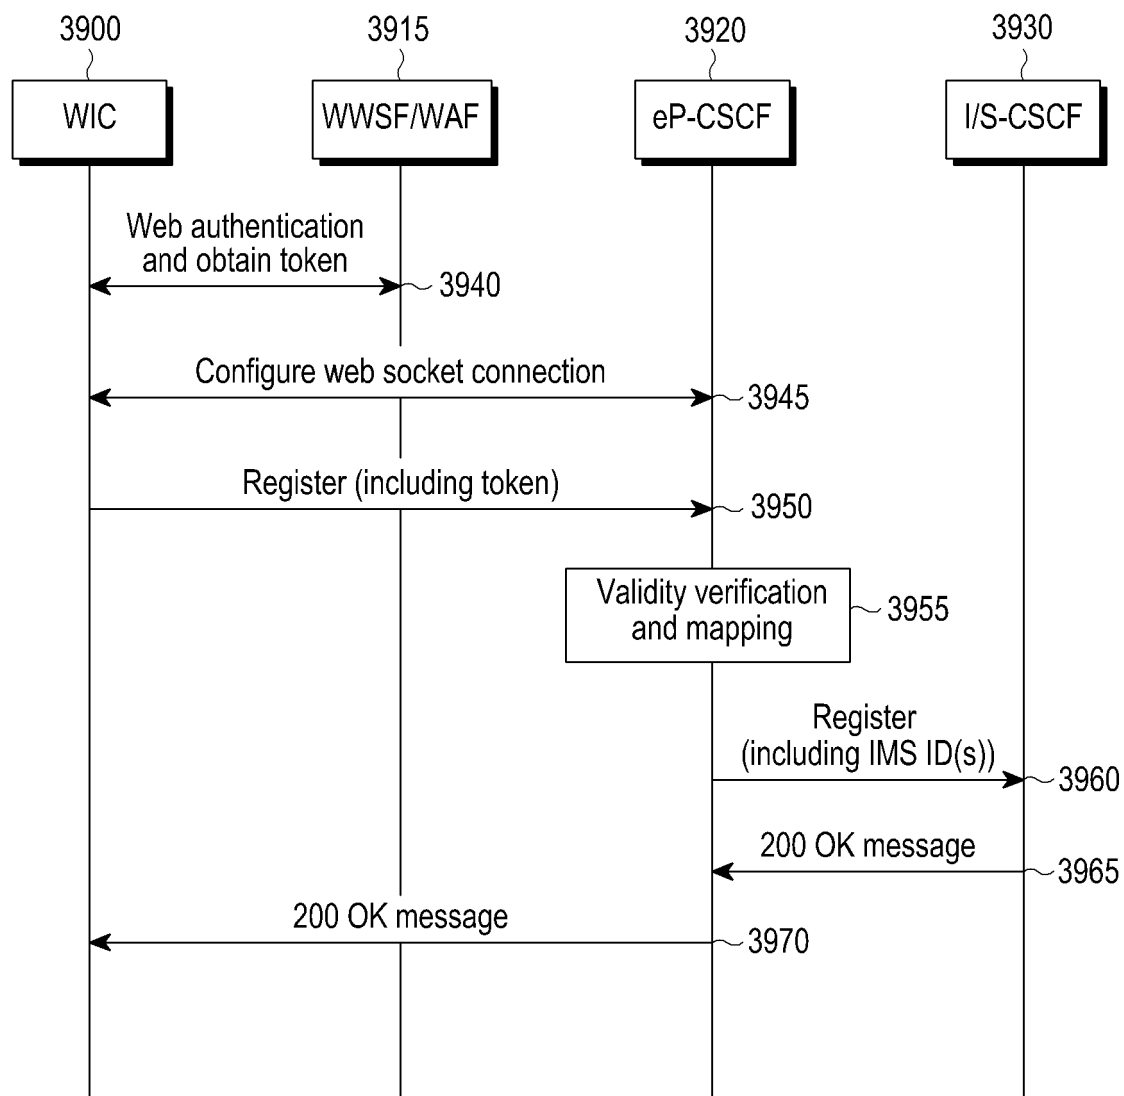 3900
3915
3920
3930
WIC
WWSF/WAF
eP-CSCF
I/S-CSCF
Web authentication
and obtain token
3940
Configure web socket connection
3945
Register (including token)
3950
Validity verification
and mapping
3955
Register
(including IMS ID(s))
3960
200 OK message
3965
200 OK message
3970